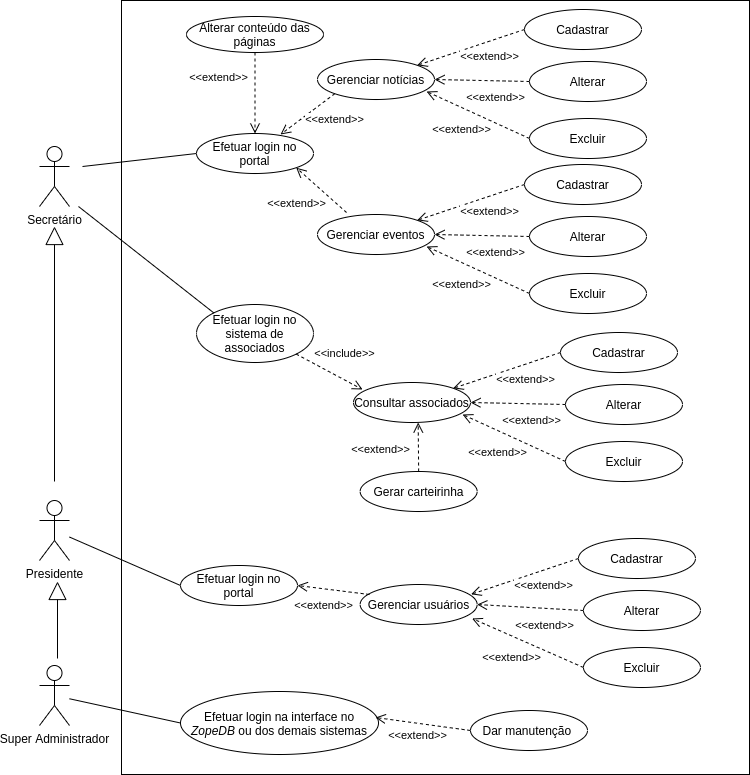 Alterar conteúdo das
páginas
Cadastrar
<<extend>>
<<extend>>
Gerenciar notícias
Alterar
<<extend>>
<<extend>>
<<extend>>
Excluir
Efetuar login no
portal
Secretário
Cadastrar
<<extend>>
<<extend>>
Gerenciar eventos
Alterar
<<extend>>
<<extend>>
Excluir
Efetuar login no
sistema de
associados
<<include>>
Cadastrar
<<extend>>
Consultar associados
Alterar
<<extend>>
<<extend>>
<<extend>>
Excluir
Gerar carteirinha
Presidente
Efetuar login no
portal
<<extend>>
Gerenciar usuários
Cadastrar
<<extend>>
Alterar
<<extend>>
<<extend>>
Excluir
Super Administrador
Efetuar login na interface no
ZopeDB ou dos demais sistemas
<<extend>>
Dar manutenção